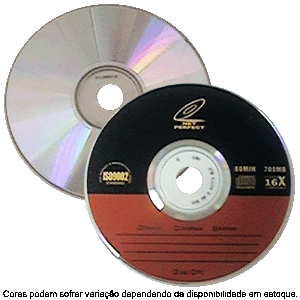 NET
PERFECT
80MIN 700MB
ISO9002
STANDARD
16X
Cores podem sofrer variação dependendo da disponibilidade em estoque.